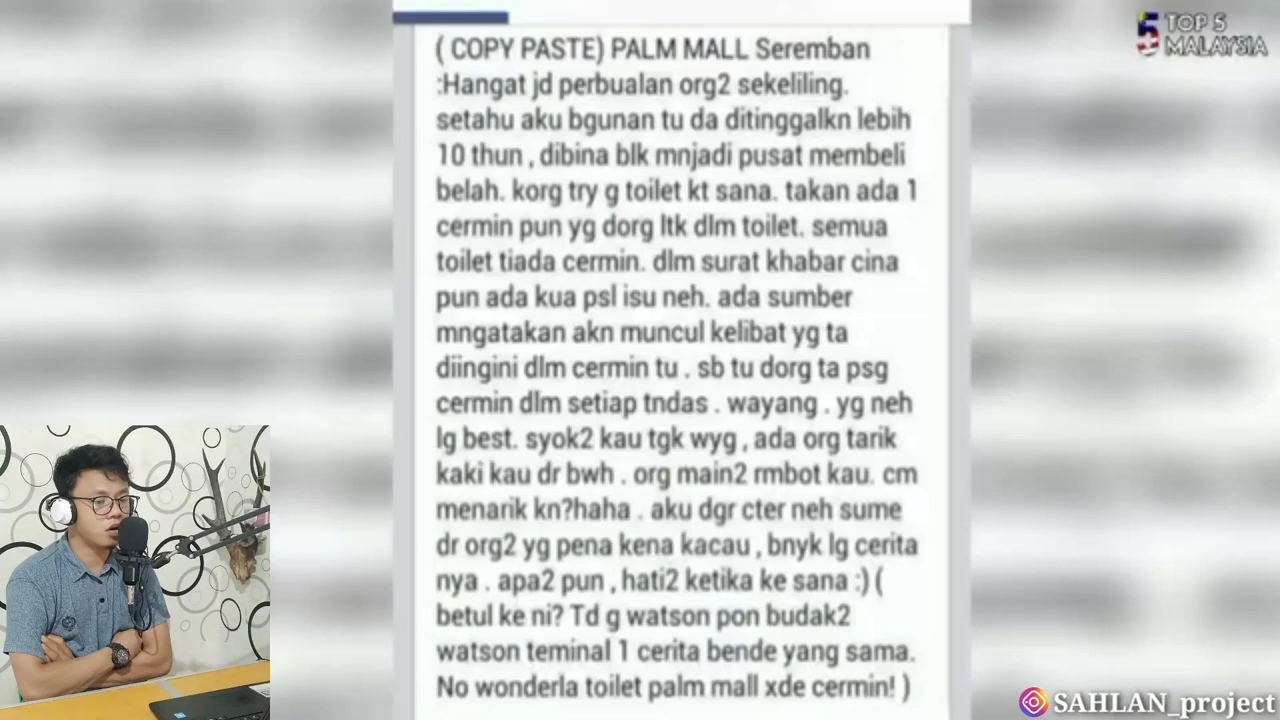 ( COPY PASTE) PALM MALL Seremban
:Hangat jd perbualan org2 sekeliling.
setahu aku bgunan tu da ditinggalkn lebih
10 thun , dibina blk mnjadi pusat membeli
belah. korg try g toilet kt sana. takan ada 1
cermin pun yg dorg ltk dlm toilet. semua
toilet tiada cermin. dlm surat khabar cina
pun ada kua psl isu neh. ada sumber
mngatakan akn muncul kelibat yg ta
diingini dlm cermin tu . sb tu dorg ta psg
cermin dlm setiap tndas . wayang . yg neh
lg best. syok2 kau tgk wyg , ada org tarik
kaki kau dr bwh . org main2 rmbot kau. cm
menarik kn?haha . aku dgr cter neh sume
dr org2 yg pena kena kacau , bnyk lg cerita
nya . apa2 pun , hati2 ketika ke sana :) (
betul ke ni? Td g watson pon budak2
watson teminal 1 cerita bende yang sama.
No wonderla toilet palm mall xde cermin! )
5 TOP 5
MALAYSIA
SAHLAN_project